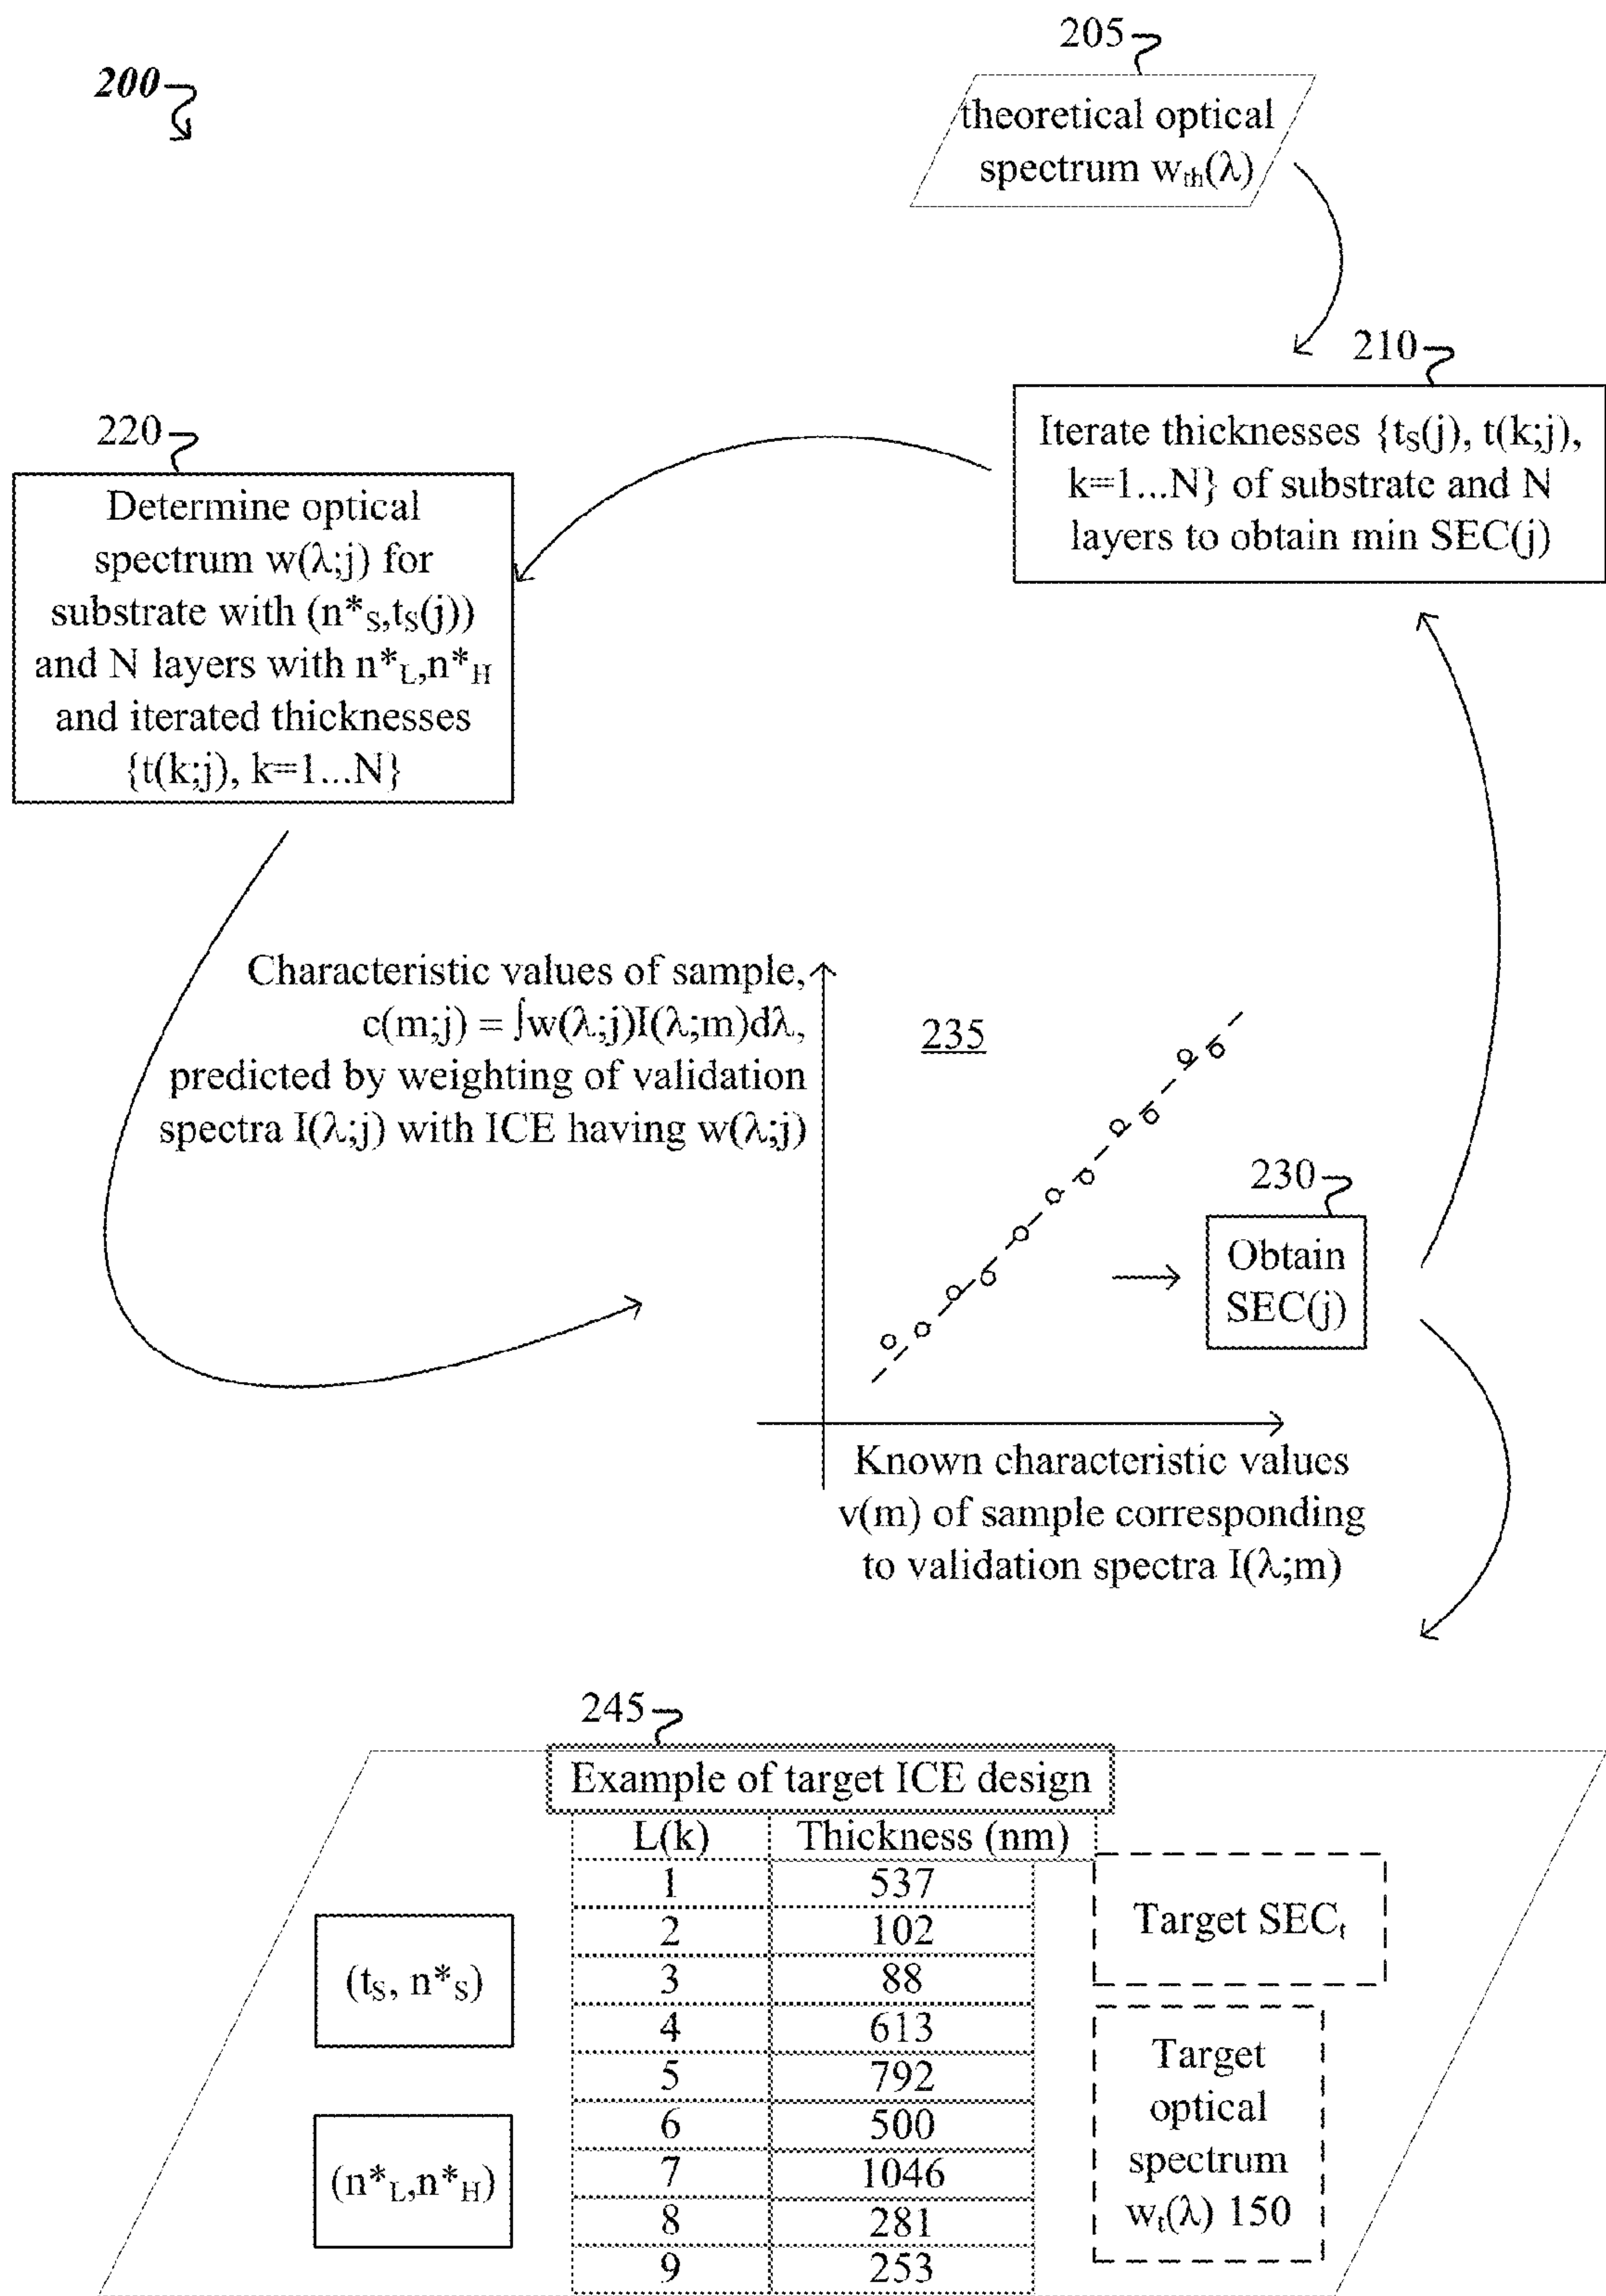 200
205
theoretical optical
spectrum wth(λ)
210
Iterate thicknesses {tS(j), t(k;j),
k=1...N} of substrate and N
layers to obtain min SEC(j)
220
Determine optical
spectrum w(λ;j) for
substrate with (n*S,tS(j))
and N layers with n*L,n*H
and iterated thicknesses
{t(k;j), k=1...N}
Characteristic values of sample,
c(m;j) = ∫w(λ;j)I(λ;m)dλ,
predicted by weighting of validation
spectra I(λ;j) with ICE having w(λ;j)
235
230
Obtain
SEC(j)
Known characteristic values
v(m) of sample corresponding
to validation spectra I(λ;m)
245
Example of target ICE design
L(k) Thickness (nm)
1 537
2 102
3 88
4 613
5 792
6 500
7 1046
8 281
9 253
(tS, n*S)
(n*L,n*H)
Target SECt
Target
optical
spectrum
wt(λ) 150